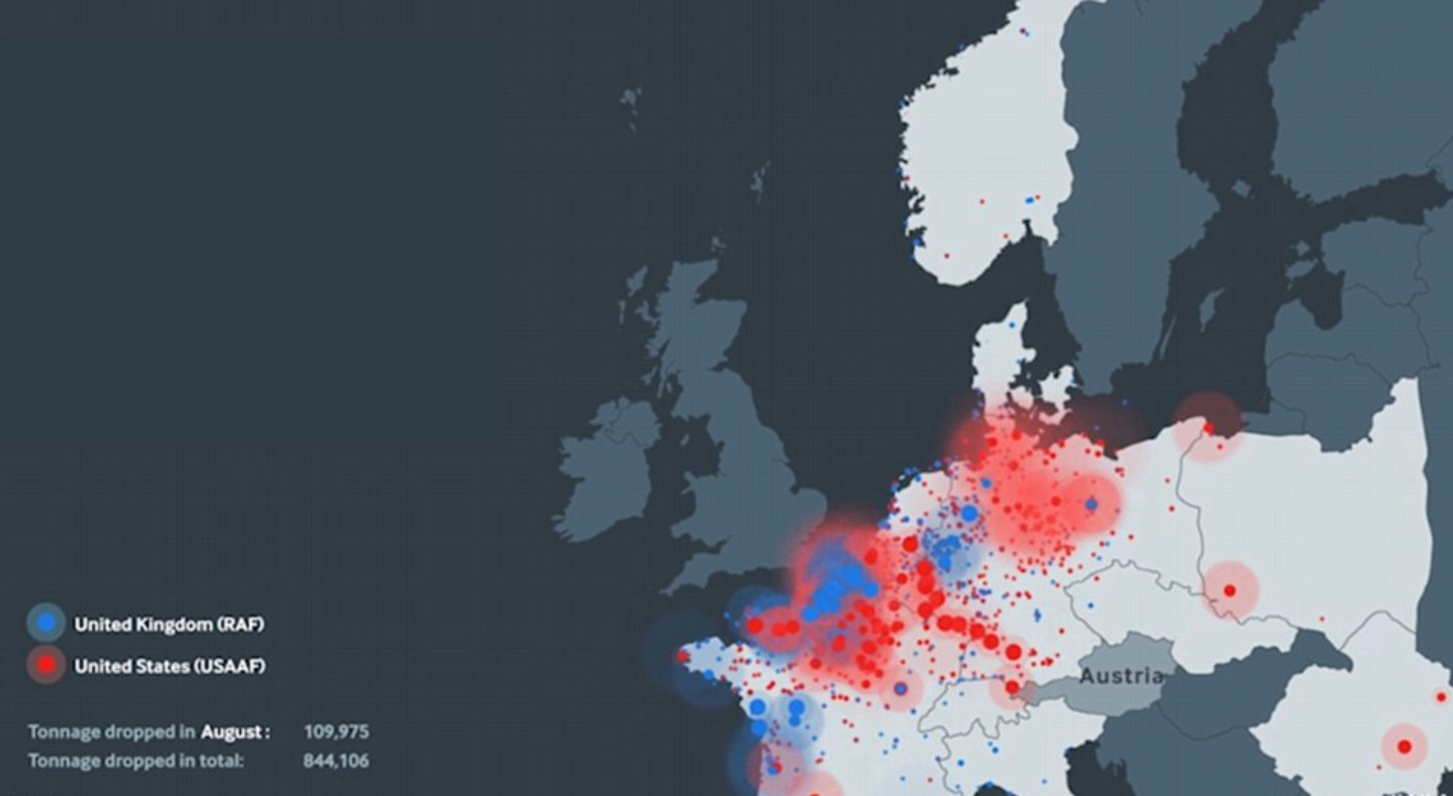 Austria
United Kingdom (RAF)
United States (USAAF)
Tonnage dropped in August: 109,975
Tonnage dropped in total: 844,106